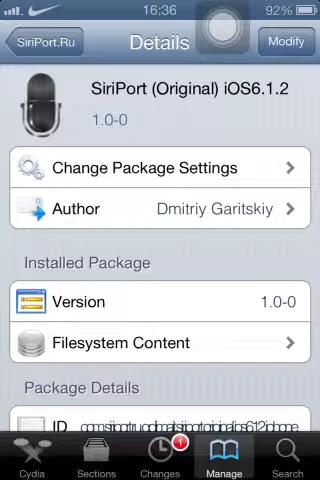 16:36 92%
SiriPort.Ru Details Modify
SiriPort (Original) iOS6.1.2
1.0-0
Change Package Settings
Author Dmitriy Garitskiy
Installed Package
Version 1.0-0
Filesystem Content
Package Details
ID
1
Cydia Sections Changes Manage Search